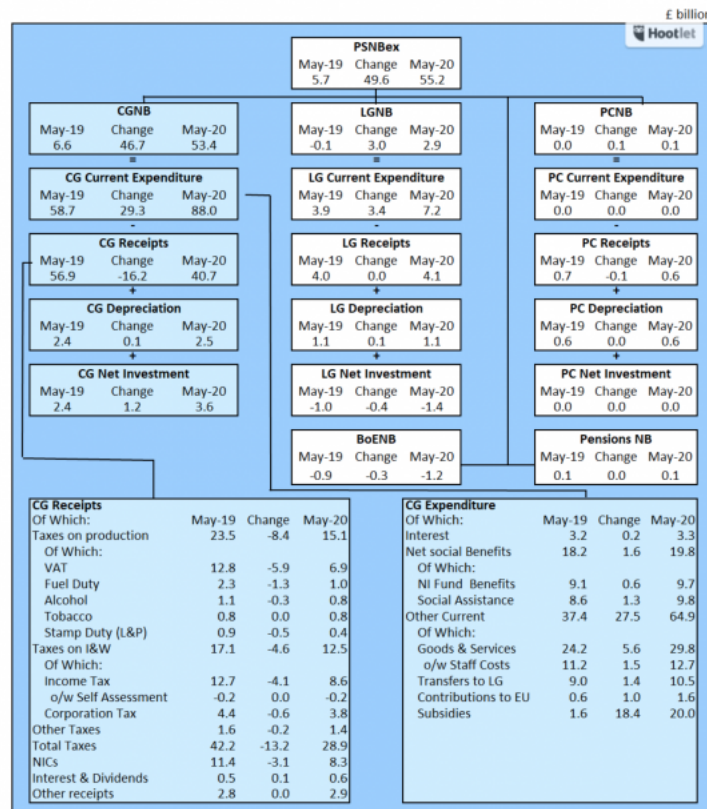 £ billion
Hootlet
PSNBex
May-19 Change May-20
5.7 49.6 55.2
CGNB LGNB PCNB
May-19 Change May-20 May-19 Change May-20 May-19 Change May-20
6.6 46.7 53.4 -0.1 3.0 2.9 0.0 0.1 0.1
= = =
CG Current Expenditure LG Current Expenditure PC Current Expenditure
May-19 Change May-20 May-19 Change May-20 May-19 Change May-20
58.7 29.3 88.0 3.9 3.4 7.2 0.0 0.0 0.0
- - -
CG Receipts LG Receipts PC Receipts
May-19 Change May-20 May-19 Change May-20 May-19 Change May-20
56.9 -16.2 40.7 4.0 0.0 4.1 0.7 -0.1 0.6
+ + +
CG Depreciation LG Depreciation PC Depreciation
May-19 Change May-20 May-19 Change May-20 May-19 Change May-20
2.4 0.1 2.5 1.1 0.1 1.1 0.6 0.0 0.6
+ + +
CG Net Investment LG Net Investment PC Net Investment
May-19 Change May-20 May-19 Change May-20 May-19 Change May-20
2.4 1.2 3.6 -1.0 -0.4 -1.4 0.0 0.0 0.0
BoENB Pensions NB
May-19 Change May-20 May-19 Change May-20
-0.9 -0.3 -1.2 0.1 0.0 0.1
CG Receipts
Of Which: May-19 Change May-20
Taxes on production 23.5 -8.4 15.1
Of Which:
VAT 12.8 -5.9 6.9
Fuel Duty 2.3 -1.3 1.0
Alcohol 1.1 -0.3 0.8
Tobacco 0.8 0.0 0.8
Stamp Duty (L&P) 0.9 -0.5 0.4
Taxes on I&W 17.1 -4.6 12.5
Of Which:
Income Tax 12.7 -4.1 8.6
o/w Self Assessment -0.2 0.0 -0.2
Corporation Tax 4.4 -0.6 3.8
Other Taxes 1.6 -0.2 1.4
Total Taxes 42.2 -13.2 28.9
NICs 11.4 -3.1 8.3
Interest & Dividends 0.5 0.1 0.6
Other receipts 2.8 0.0 2.9
CG Expenditure
Of Which: May-19 Change May-20
Interest 3.2 0.2 3.3
Net social Benefits 18.2 1.6 19.8
Of Which:
NI Fund Benefits 9.1 0.6 9.7
Social Assistance 8.6 1.3 9.8
Other Current 37.4 27.5 64.9
Of Which:
Goods & Services 24.2 5.6 29.8
o/w Staff Costs 11.2 1.5 12.7
Transfers to LG 9.0 1.4 10.5
Contributions to EU 0.6 1.0 1.6
Subsidies 1.6 18.4 20.0